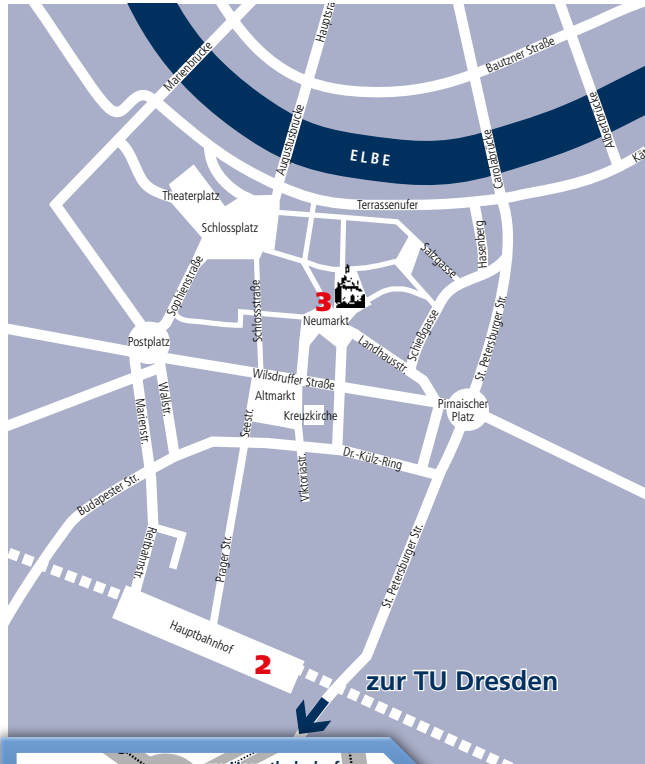 Hauptstra
Marienbrücke
Bautzner Straße
Augustusbrücke
Albertbrücke
ELBE
Carolabrücke
Theaterplatz
Terrassenufer
Schlossplatz
Hasenberg
Salzgasse
Sophienstraße
Schlossstraße
3
Neumarkt
St. Petersburger Str.
Schießgasse
Postplatz
Landhausstr.
Wilsdruffer Straße
Altmarkt
Wallstr.
Marienstr.
Kreuzkirche
Pirnaischer
Platz
Seestr.
Dr.-Külz-Ring
Viktoriastr.
Budapester Str.
Reitbahnstr.
Prager Str.
St. Petersburger Str.
Hauptbahnhof
2
zur TU Dresden